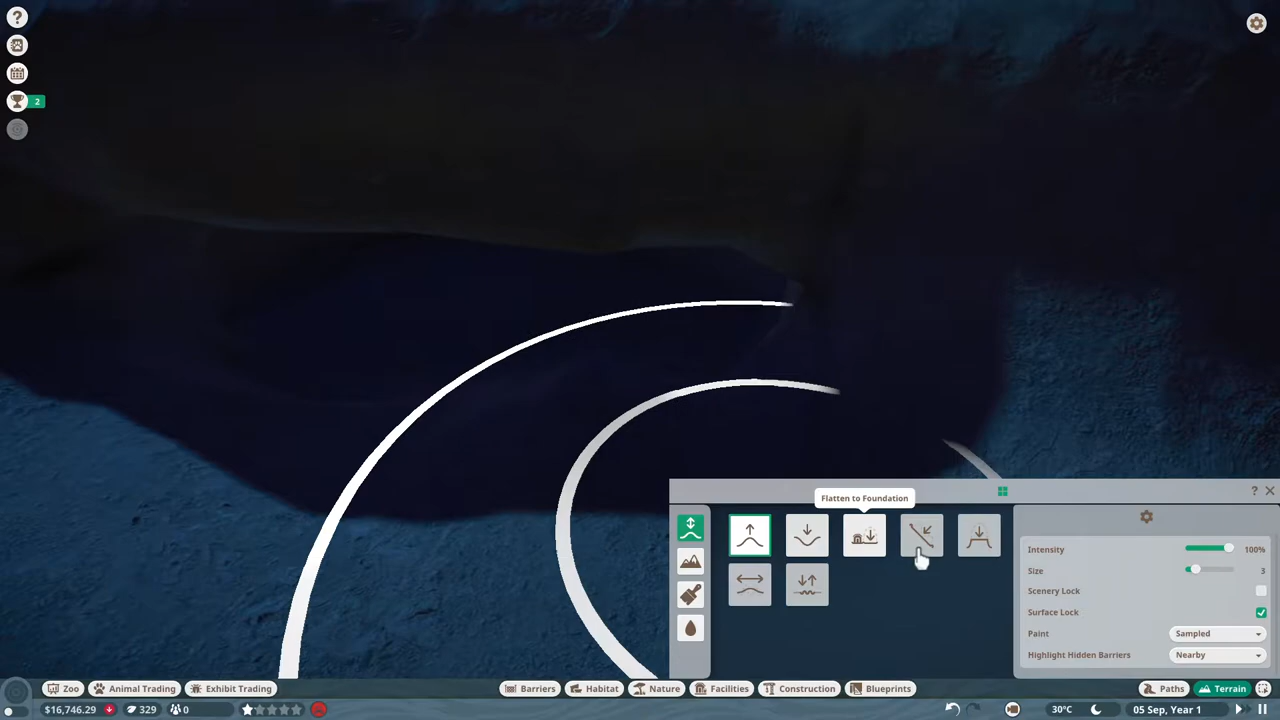 ?
2
Flatten to Foundation
?
Intensity 100%
Size 3
Scenery Lock
Surface Lock
Paint Sampled
Highlight Hidden Barriers Nearby
Zoo Animal Trading Exhibit Trading Barriers Habitat Nature Facilities Construction Blueprints Paths Terrain
$16,746.29 329 0 30°C 05 Sep, Year 1